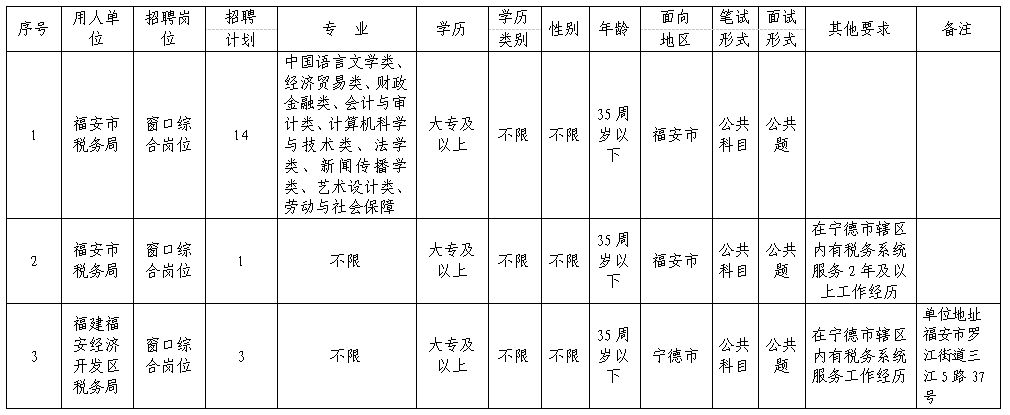 序号 用人单位 招聘岗位 招聘计划 专 业 学历 学历类别 性别 年龄 面向地区 笔试形式 面试形式 其他要求 备注
1 福安市税务局 窗口综合岗位 14 中国语言文学类、经济贸易类、财政金融类、会计与审计类、计算机科学与技术类、法学类、新闻传播学类、艺术设计类、劳动与社会保障 大专及以上 不限 不限 35周岁以下 福安市 公共科目 公共题
2 福安市税务局 窗口综合岗位 1 不限 大专及以上 不限 不限 35周岁以下 福安市 公共科目 公共题 在宁德市辖区内有税务系统服务2年及以上工作经历
3 福建福安经济开发区税务局 窗口综合岗位 3 不限 大专及以上 不限 不限 35周岁以下 宁德市 公共科目 公共题 在宁德市辖区内有税务系统服务工作经历 单位地址福安市罗江街道三江5路37号